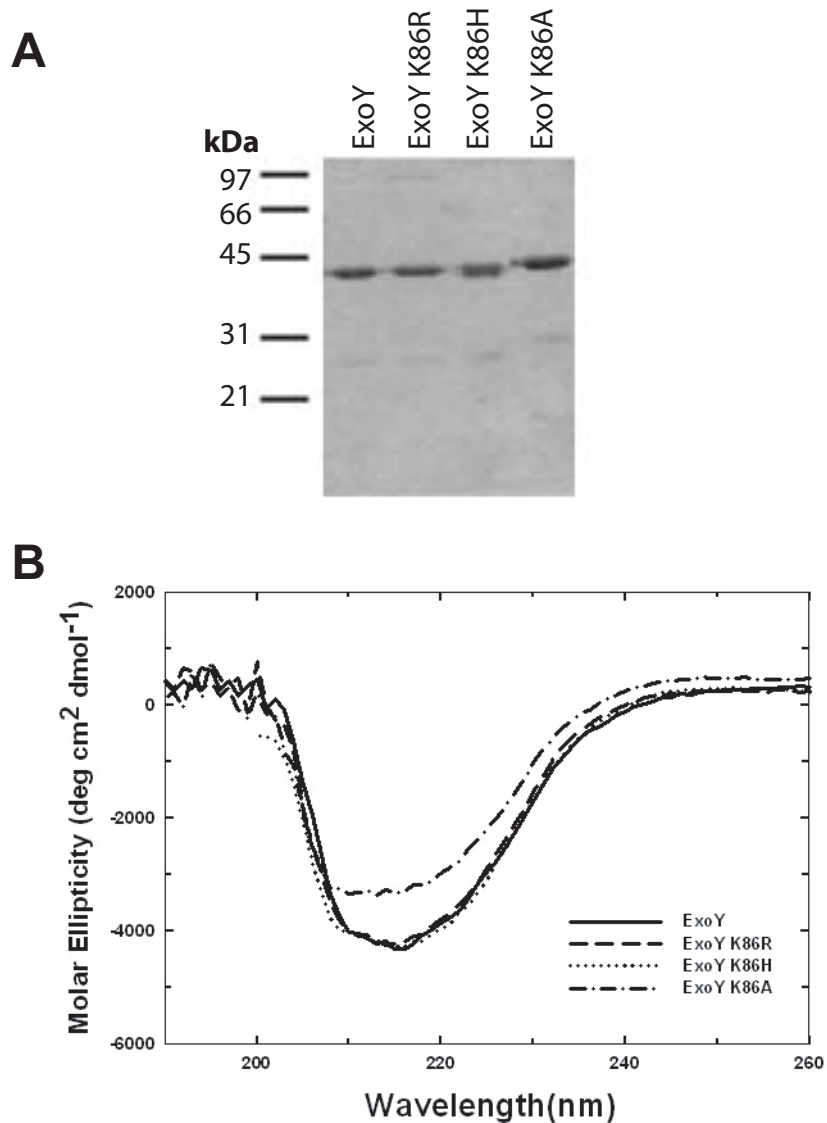 A
ExoY
ExoY K86R
ExoY K86H
ExoY K86A
kDa
97
66
45
31
21
B
Molar Ellipticity (deg cm² dmol⁻¹)
2000
0
-2000
-4000
-6000
ExoY
ExoY K86R
ExoY K86H
ExoY K86A
200
220
240
260
Wavelength(nm)